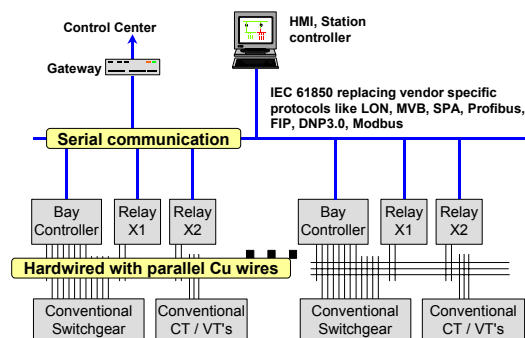 Control Center
Gateway
HMI, Station
controller
IEC 61850 replacing vendor specific
protocols like LON, MVB, SPA, Profibus,
FIP, DNP3.0, Modbus
Serial communication
Bay
Controller
Relay
X1
Relay
X2
Bay
Controller
Relay
X1
Relay
X2
Hardwired with parallel Cu wires
Conventional
Switchgear
Conventional
CT / VT's
Conventional
Switchgear
Conventional
CT / VT's